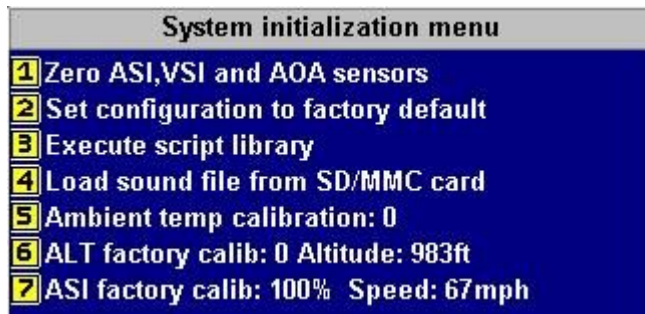 System initialization menu
1 Zero ASI,VSI and AOA sensors
2 Set configuration to factory default
3 Execute script library
4 Load sound file from SD/MMC card
5 Ambient temp calibration: 0
6 ALT factory calib: 0 Altitude: 983ft
7 ASI factory calib: 100% Speed: 67mph